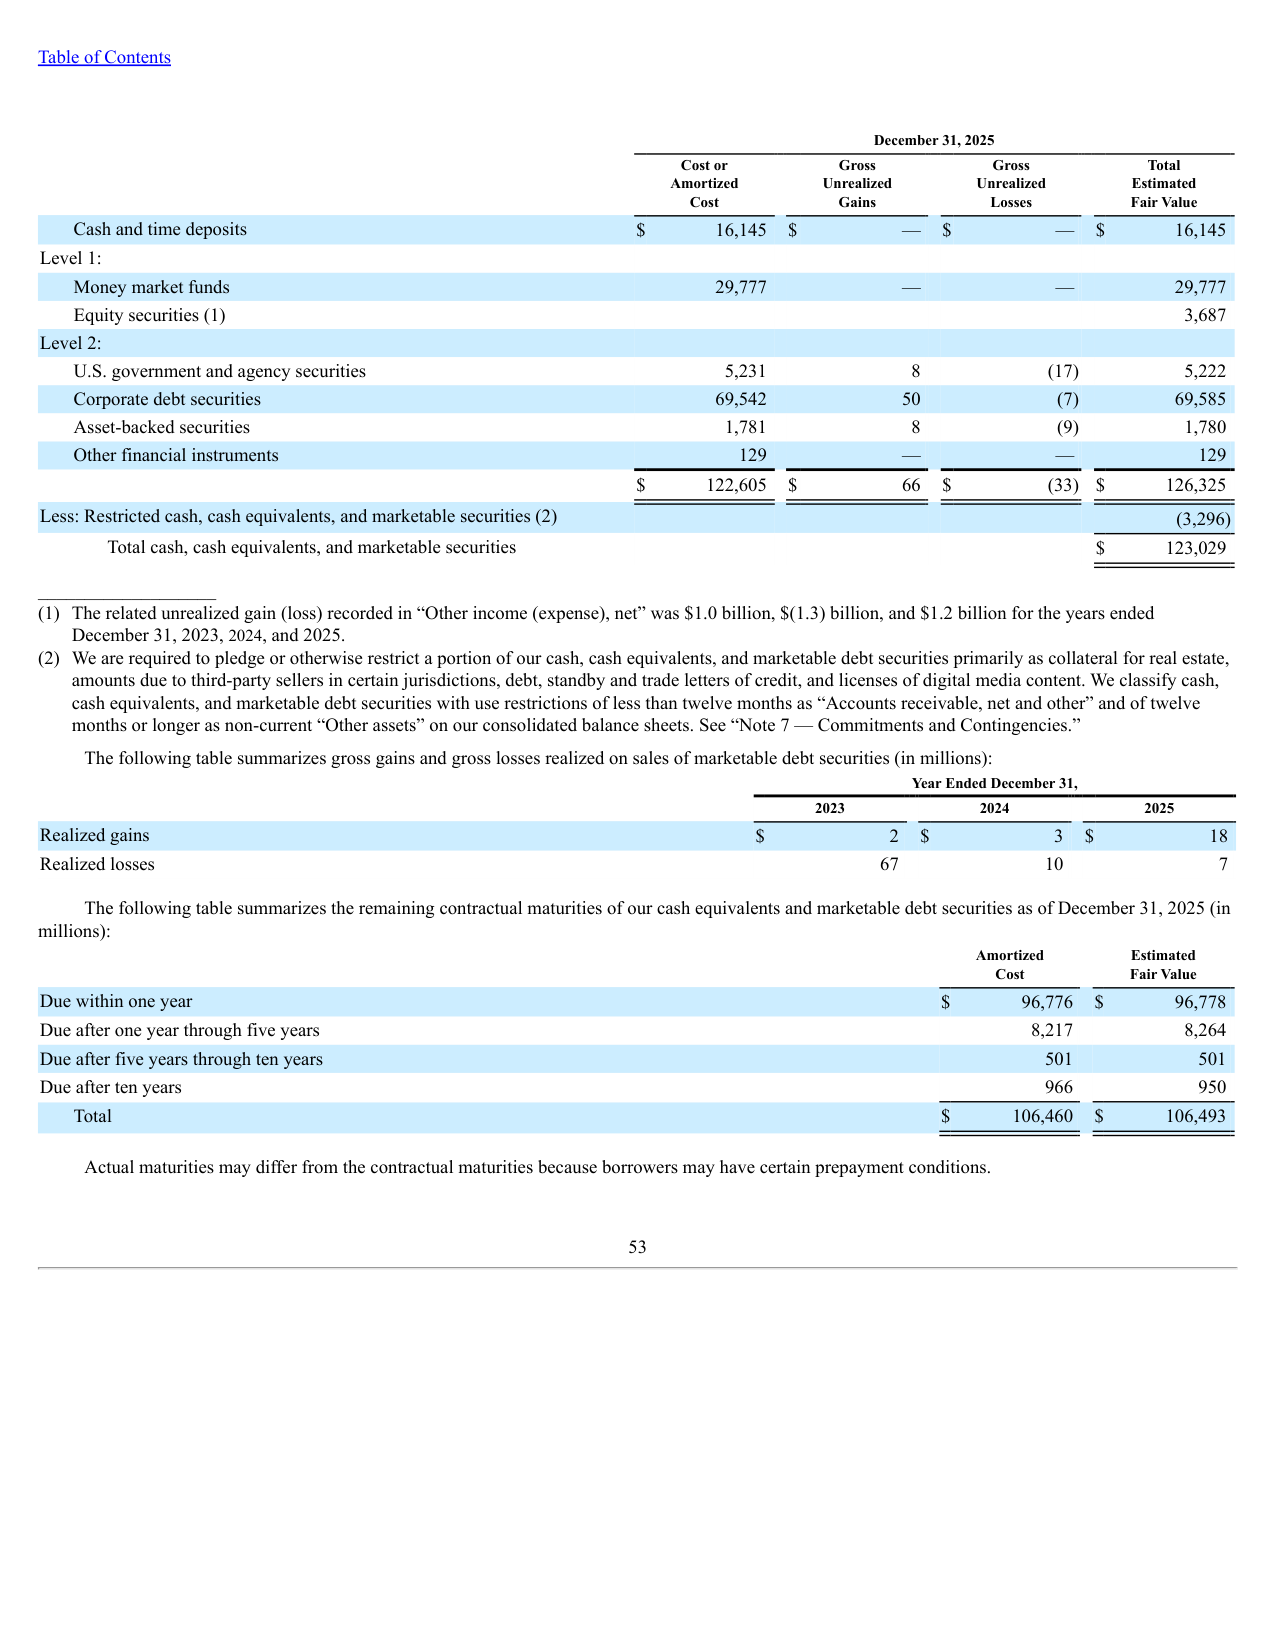 Table of Contents
December 31, 2025
Cost or Amortized Cost Gross Unrealized Gains Gross Unrealized Losses Total Estimated Fair Value
Cash and time deposits $ 16,145 $ — $ — $ 16,145
Level 1:
Money market funds 29,777 — — 29,777
Equity securities (1) 3,687
Level 2:
U.S. government and agency securities 5,231 8 (17) 5,222
Corporate debt securities 69,542 50 (7) 69,585
Asset-backed securities 1,781 8 (9) 1,780
Other financial instruments 129 — — 129
$ 122,605 $ 66 $ (33) $ 126,325
Less: Restricted cash, cash equivalents, and marketable securities (2) (3,296)
Total cash, cash equivalents, and marketable securities $ 123,029
(1) The related unrealized gain (loss) recorded in “Other income (expense), net” was $1.0 billion, $(1.3) billion, and $1.2 billion for the years ended
December 31, 2023, 2024, and 2025.
(2) We are required to pledge or otherwise restrict a portion of our cash, cash equivalents, and marketable debt securities primarily as collateral for real estate,
amounts due to third-party sellers in certain jurisdictions, debt, standby and trade letters of credit, and licenses of digital media content. We classify cash,
cash equivalents, and marketable debt securities with use restrictions of less than twelve months as “Accounts receivable, net and other” and of twelve
months or longer as non-current “Other assets” on our consolidated balance sheets. See “Note 7 — Commitments and Contingencies.”
The following table summarizes gross gains and gross losses realized on sales of marketable debt securities (in millions):
Year Ended December 31,
2023 2024 2025
Realized gains $ 2 $ 3 $ 18
Realized losses 67 10 7
The following table summarizes the remaining contractual maturities of our cash equivalents and marketable debt securities as of December 31, 2025 (in
millions):
Amortized Cost Estimated Fair Value
Due within one year $ 96,776 $ 96,778
Due after one year through five years 8,217 8,264
Due after five years through ten years 501 501
Due after ten years 966 950
Total $ 106,460 $ 106,493
Actual maturities may differ from the contractual maturities because borrowers may have certain prepayment conditions.
53